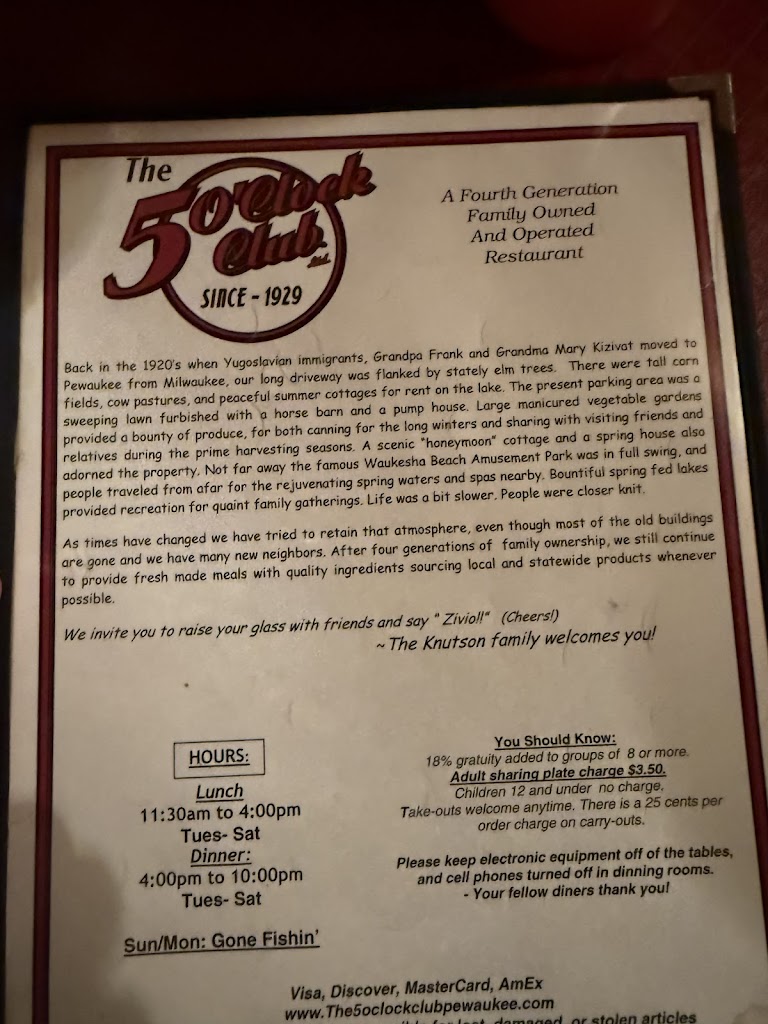 The
5 O'Clock
Club
Ltd.
SINCE - 1929
A Fourth Generation
Family Owned
And Operated
Restaurant
Back in the 1920's when Yugoslavian immigrants, Grandpa Frank and Grandma Mary Kizivat moved to
Pewaukee from Milwaukee, our long driveway was flanked by stately elm trees. There were tall corn
fields, cow pastures, and peaceful summer cottages for rent on the lake. The present parking area was a
sweeping lawn furbished with a horse barn and a pump house. Large manicured vegetable gardens
provided a bounty of produce, for both canning for the long winters and sharing with visiting friends and
relatives during the prime harvesting seasons. A scenic "honeymoon" cottage and a spring house also
adorned the property. Not far away the famous Waukesha Beach Amusement Park was in full swing, and
people traveled from afar for the rejuvenating spring waters and spas nearby. Bountiful spring fed lakes
provided recreation for quaint family gatherings. Life was a bit slower. People were closer knit.
As times have changed we have tried to retain that atmosphere, even though most of the old buildings
are gone and we have many new neighbors. After four generations of family ownership, we still continue
to provide fresh made meals with quality ingredients sourcing local and statewide products whenever
possible.
We invite you to raise your glass with friends and say " Zivio!!" (Cheers!)
~ The Knutson family welcomes you!
HOURS:
Lunch
11:30am to 4:00pm
Tues- Sat
Dinner:
4:00pm to 10:00pm
Tues- Sat
Sun/Mon: Gone Fishin'
You Should Know:
18% gratuity added to groups of 8 or more.
Adult sharing plate charge $3.50.
Children 12 and under no charge.
Take-outs welcome anytime. There is a 25 cents per
order charge on carry-outs.
Please keep electronic equipment off of the tables,
and cell phones turned off in dinning rooms.
- Your fellow diners thank you!
Visa, Discover, MasterCard, AmEx
www.The5oclockclubpewaukee.com
for lost, damaged, or stolen articles